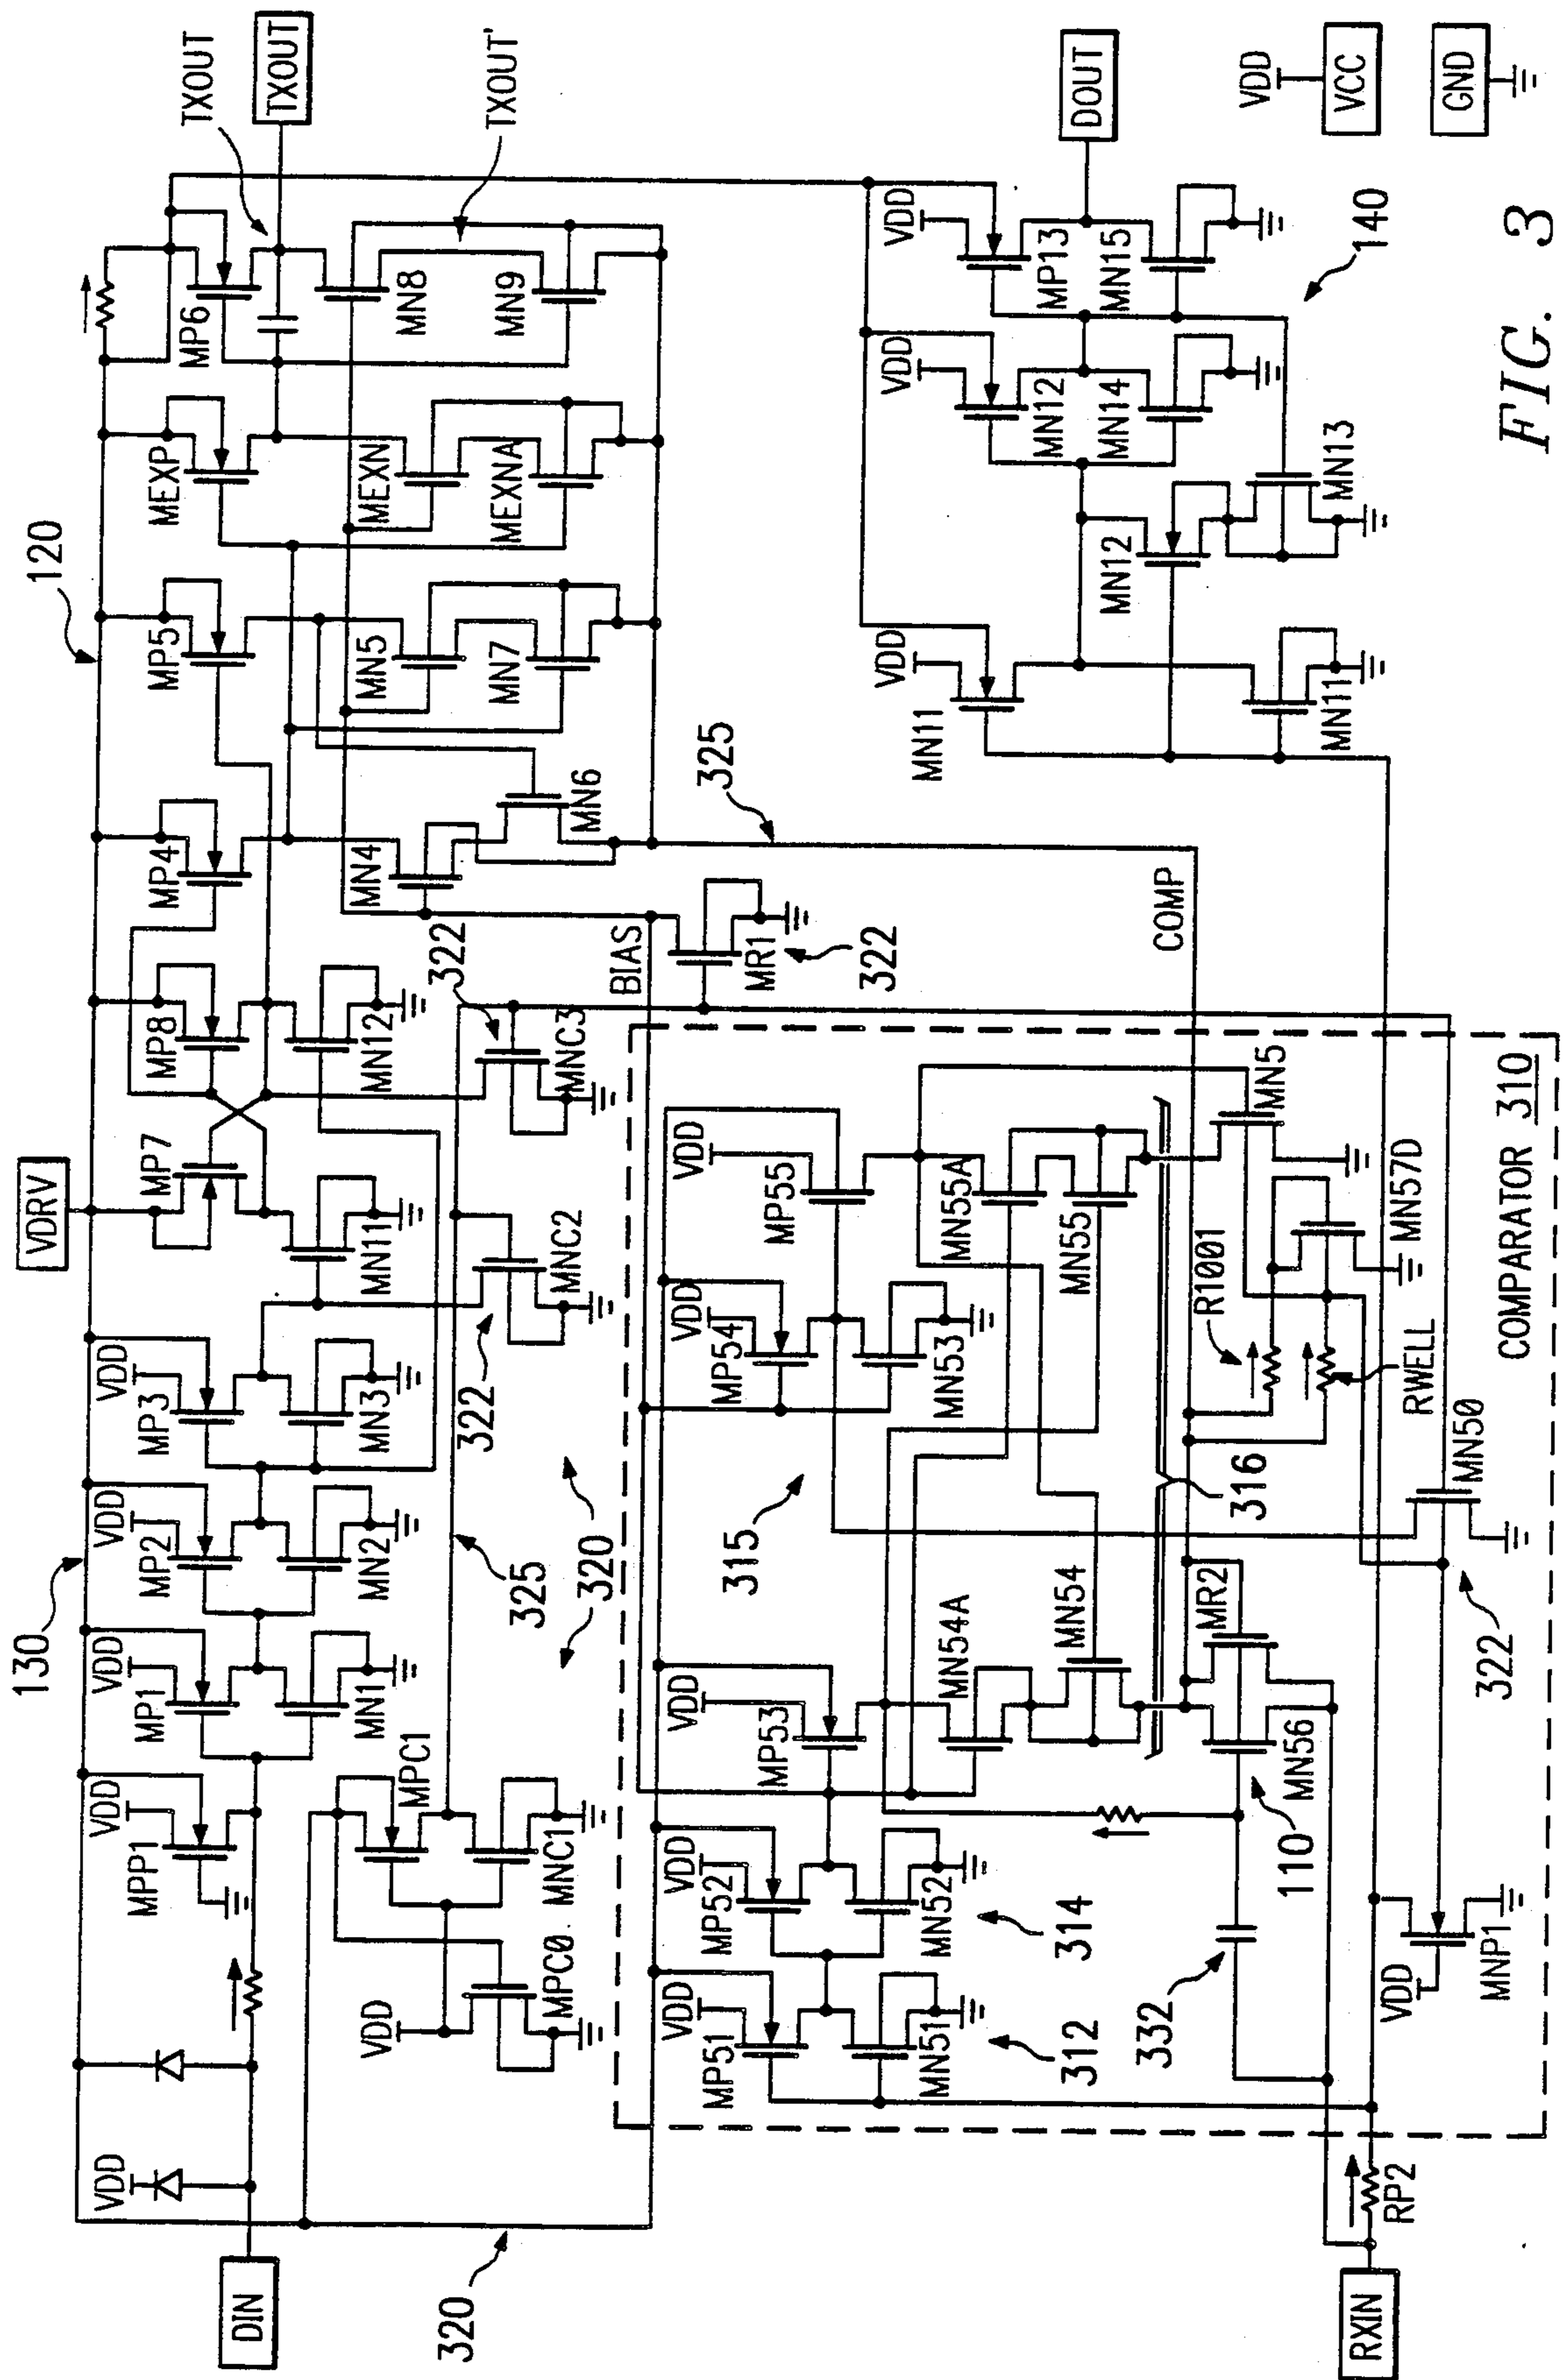 VDRV
130
120
VDD
VDD
MPP1
VDD
MP1
MN1
VDD
MP2
MN2
VDD
MP3
MN3
MP7
MN11
MP8
MN12
MP4
MN4
MN6
MP5
MN5
MN7
MEXP
MEXN
MEXNA
MP6
MN8
MN9
TXOUT
TXOUT
TXOUT'
DIN
320
VDD
MPC0
MPC1
MNC1
325
320
322
MNC2
322
MNC3
BIAS
MR1
322
325
COMP
VDD
MP51
MN51
312
VDD
MP52
MN52
314
VDD
MP53
MN54A
MN54
315
VDD
MP54
MN53
VDD
MP55
MN55A
MN55
316
332
110
MN56
MR2
R1001
RWELL
MN57D
MN5
RXIN
RP2
VDD
MNP1
322
MN50
COMPARATOR 310
VDD
MN11
MN11
MN12
MN13
VDD
MN12
MN14
VDD
MP13
MN15
DOUT
140
VDD
VCC
GND
FIG. 3